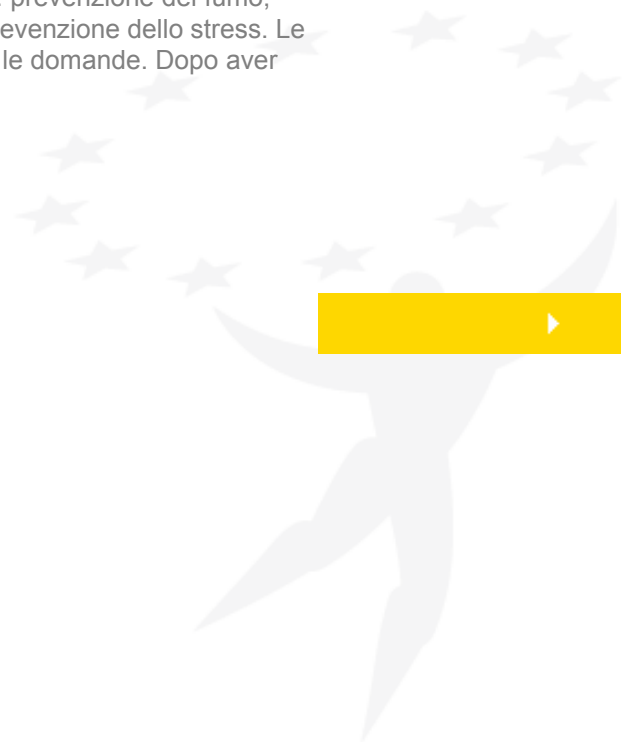 prevenzione del fumo,
evenzione dello stress. Le
le domande. Dopo aver